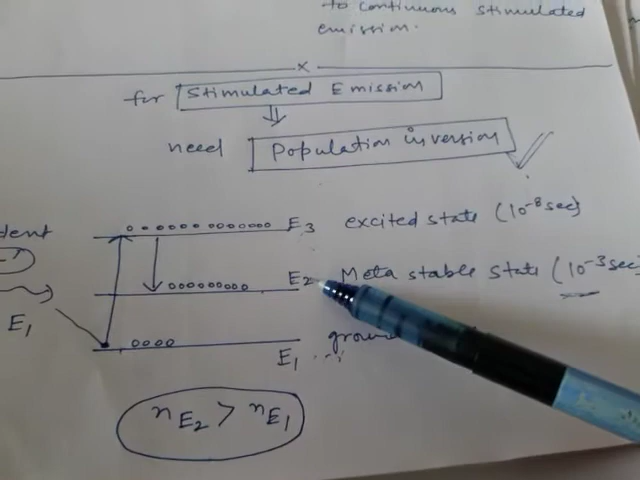 to continuous stimulated
emission.
x
for Stimulated Emission
need Population inversion
E3 excited state (10-8 sec)
E2 Meta stable state (10-3 sec)
E1
E1
nE2 > nE1